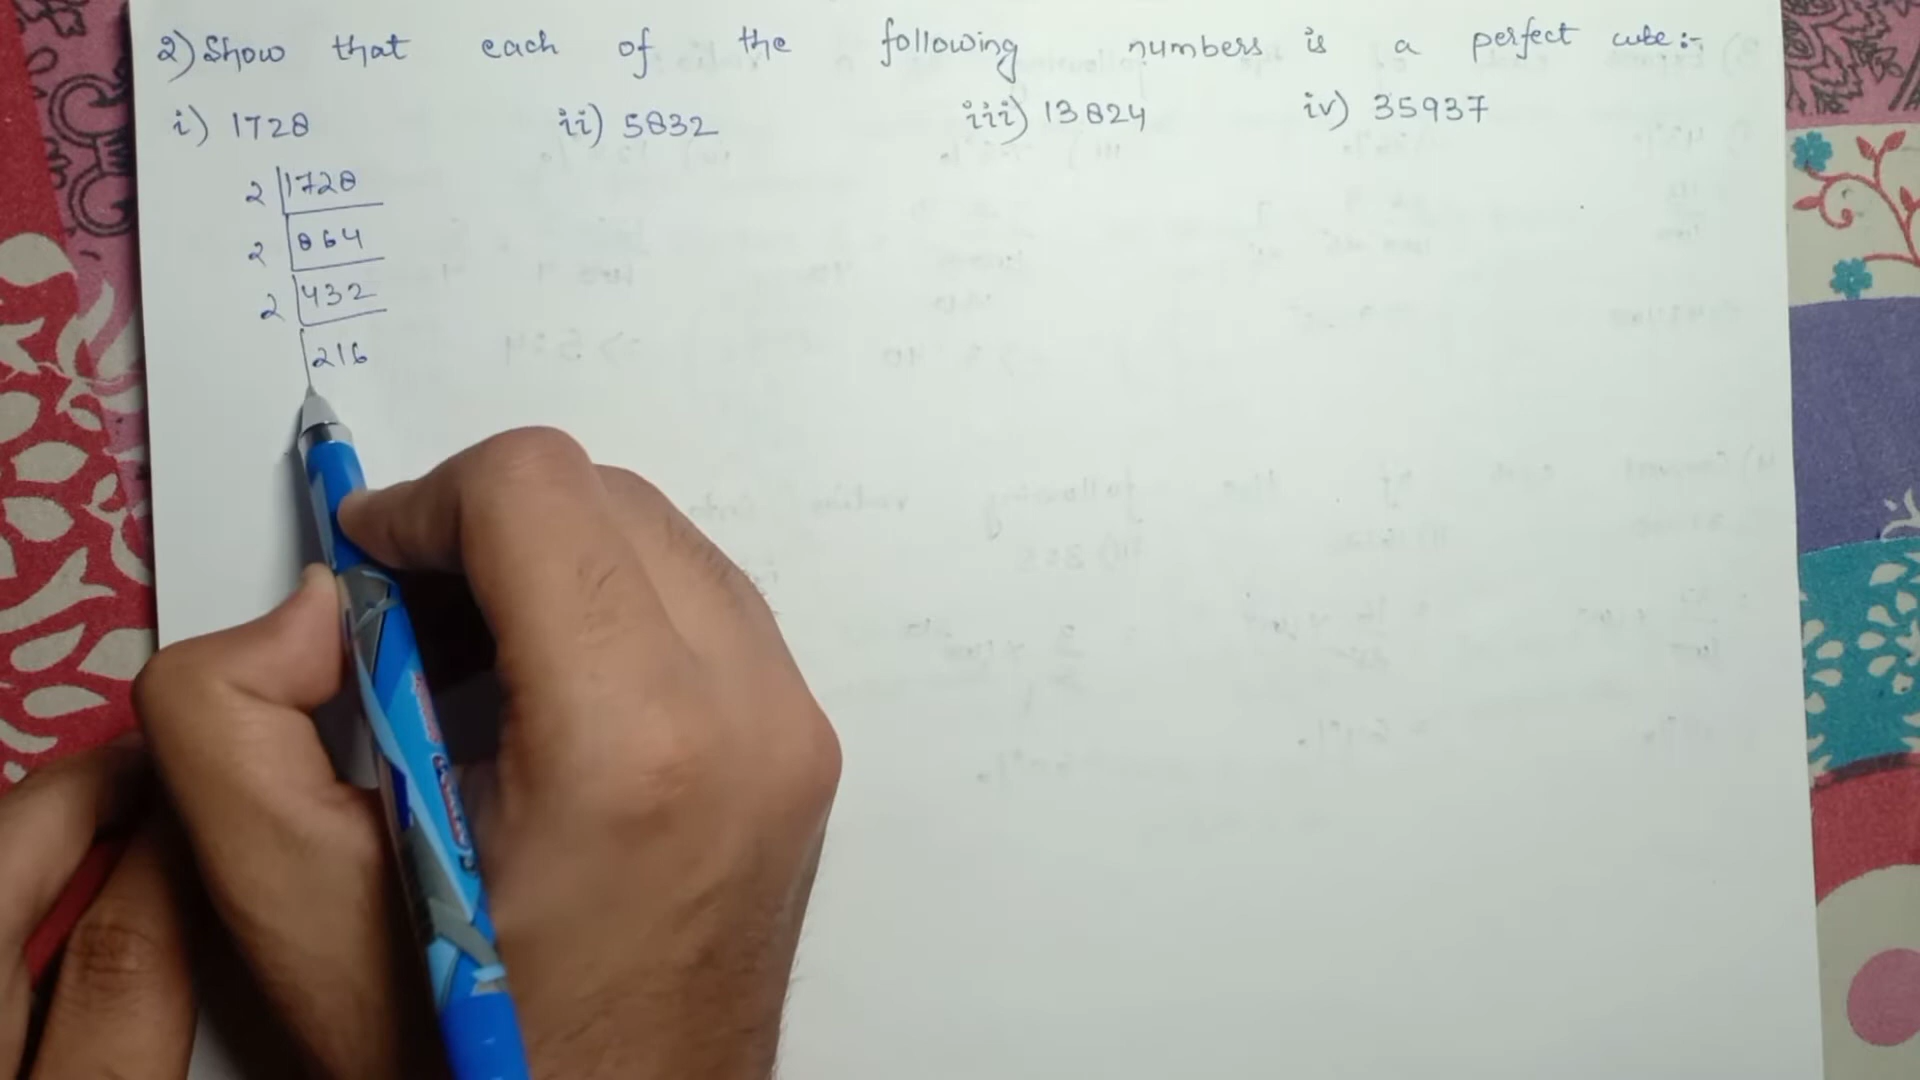 2) Show that each of the following numbers is a perfect cube :-
i) 1728 ii) 5832 iii) 13824 iv) 35937
2 1728
2 864
2 432
216